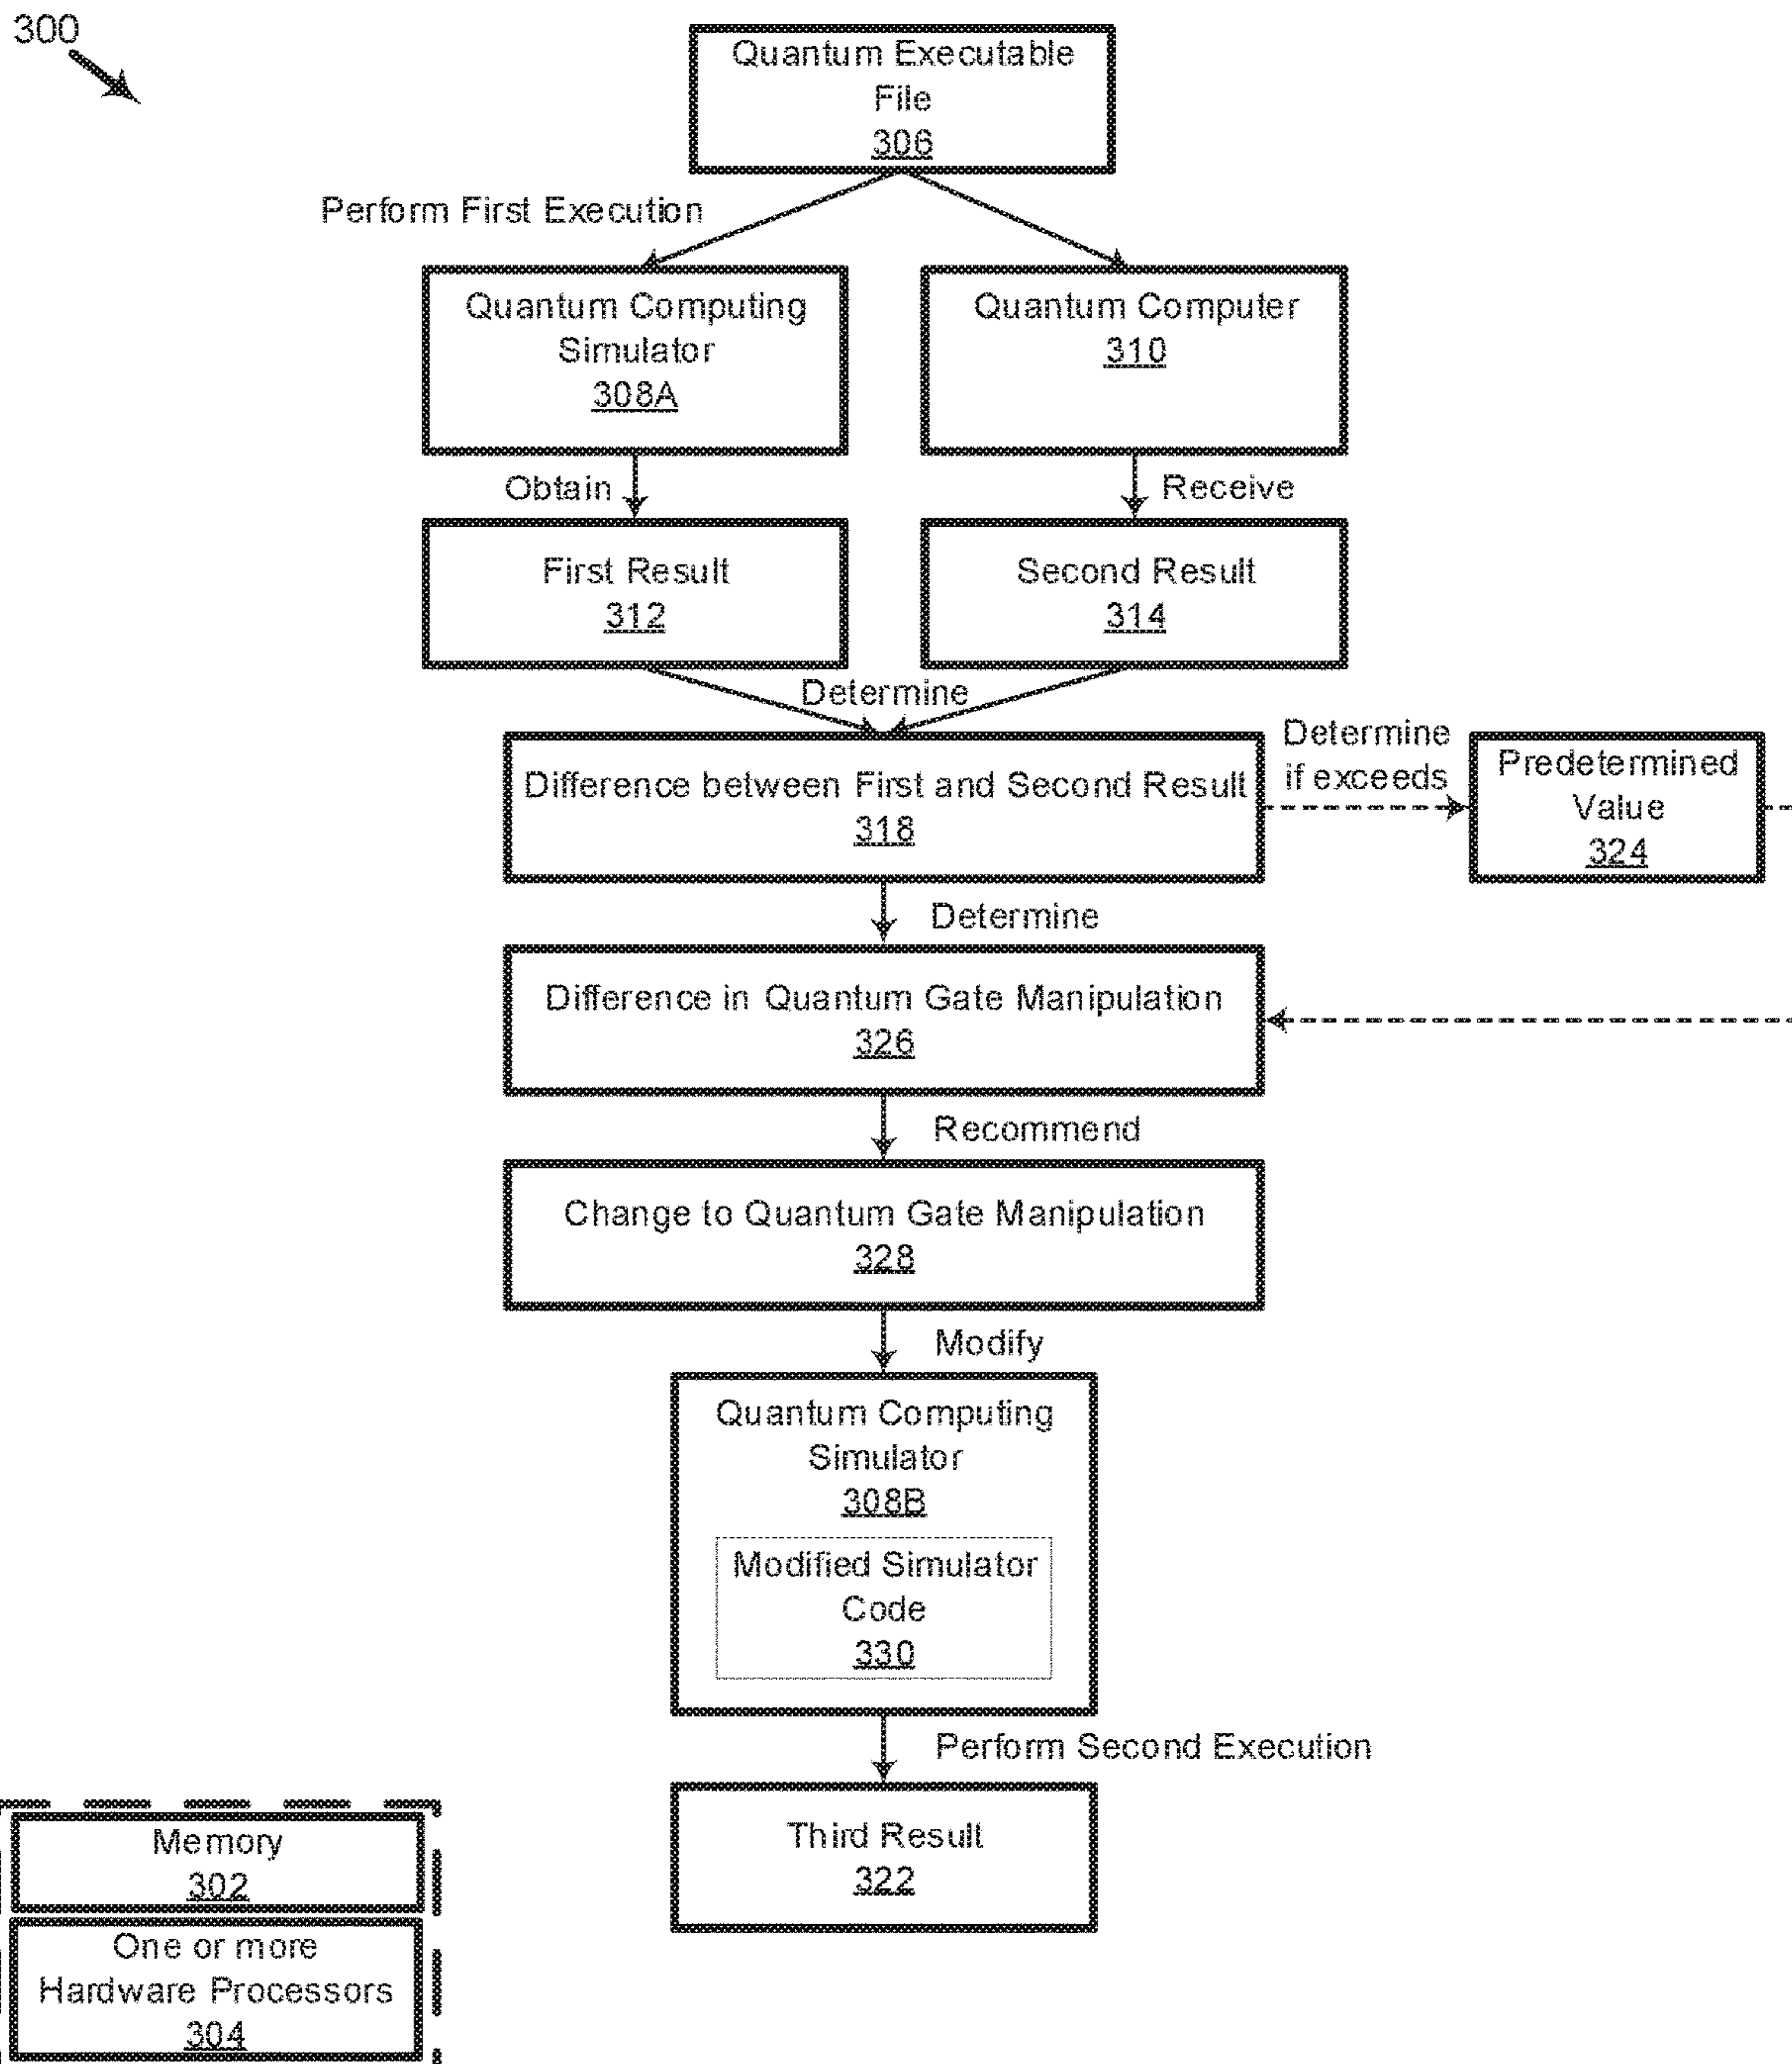 300
Quantum Executable
File
306
Perform First Execution
Quantum Computing
Simulator
308A
Quantum Computer
310
Obtain
Receive
First Result
312
Second Result
314
Determine
Difference between First and Second Result
318
Determine
if exceeds
Predetermined
Value
324
Determine
Difference in Quantum Gate Manipulation
326
Recommend
Change to Quantum Gate Manipulation
328
Modify
Quantum Computing
Simulator
308B
Modified Simulator
Code
330
Perform Second Execution
Third Result
322
Memory
302
One or more
Hardware Processors
304